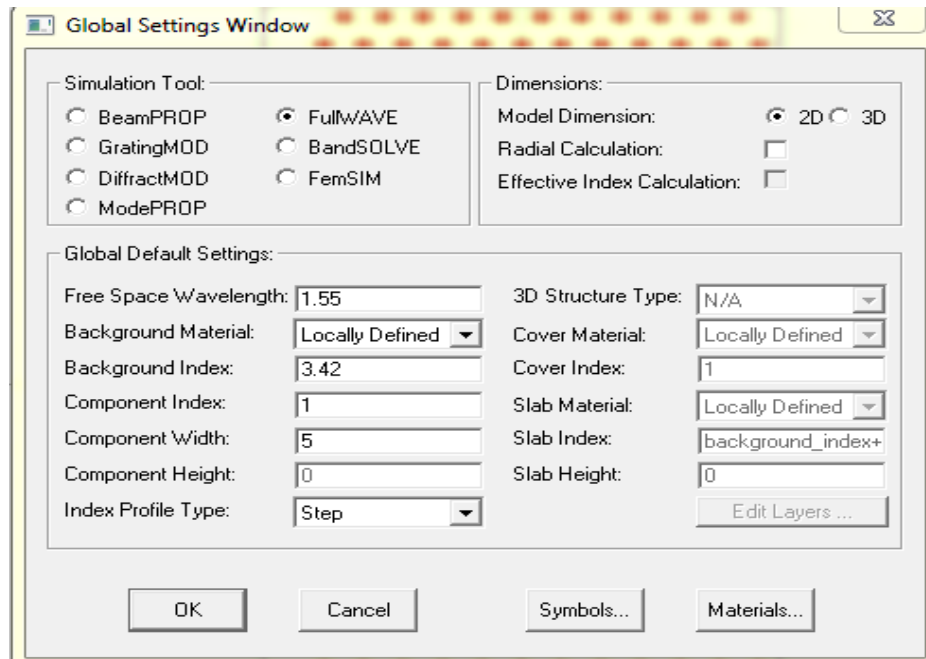 Global Settings Window
Simulation Tool:
BeamPROP
FullWAVE
GratingMOD
BandSOLVE
DiffractMOD
FemSIM
ModePROP
Dimensions:
Model Dimension: 2D 3D
Radial Calculation:
Effective Index Calculation:
Global Default Settings:
Free Space Wavelength: 1.55
Background Material: Locally Defined
Background Index: 3.42
Component Index: 1
Component Width: 5
Component Height: 0
Index Profile Type: Step
3D Structure Type: N/A
Cover Material: Locally Defined
Cover Index: 1
Slab Material: Locally Defined
Slab Index: background_index+
Slab Height: 0
Edit Layers ...
OK
Cancel
Symbols...
Materials...